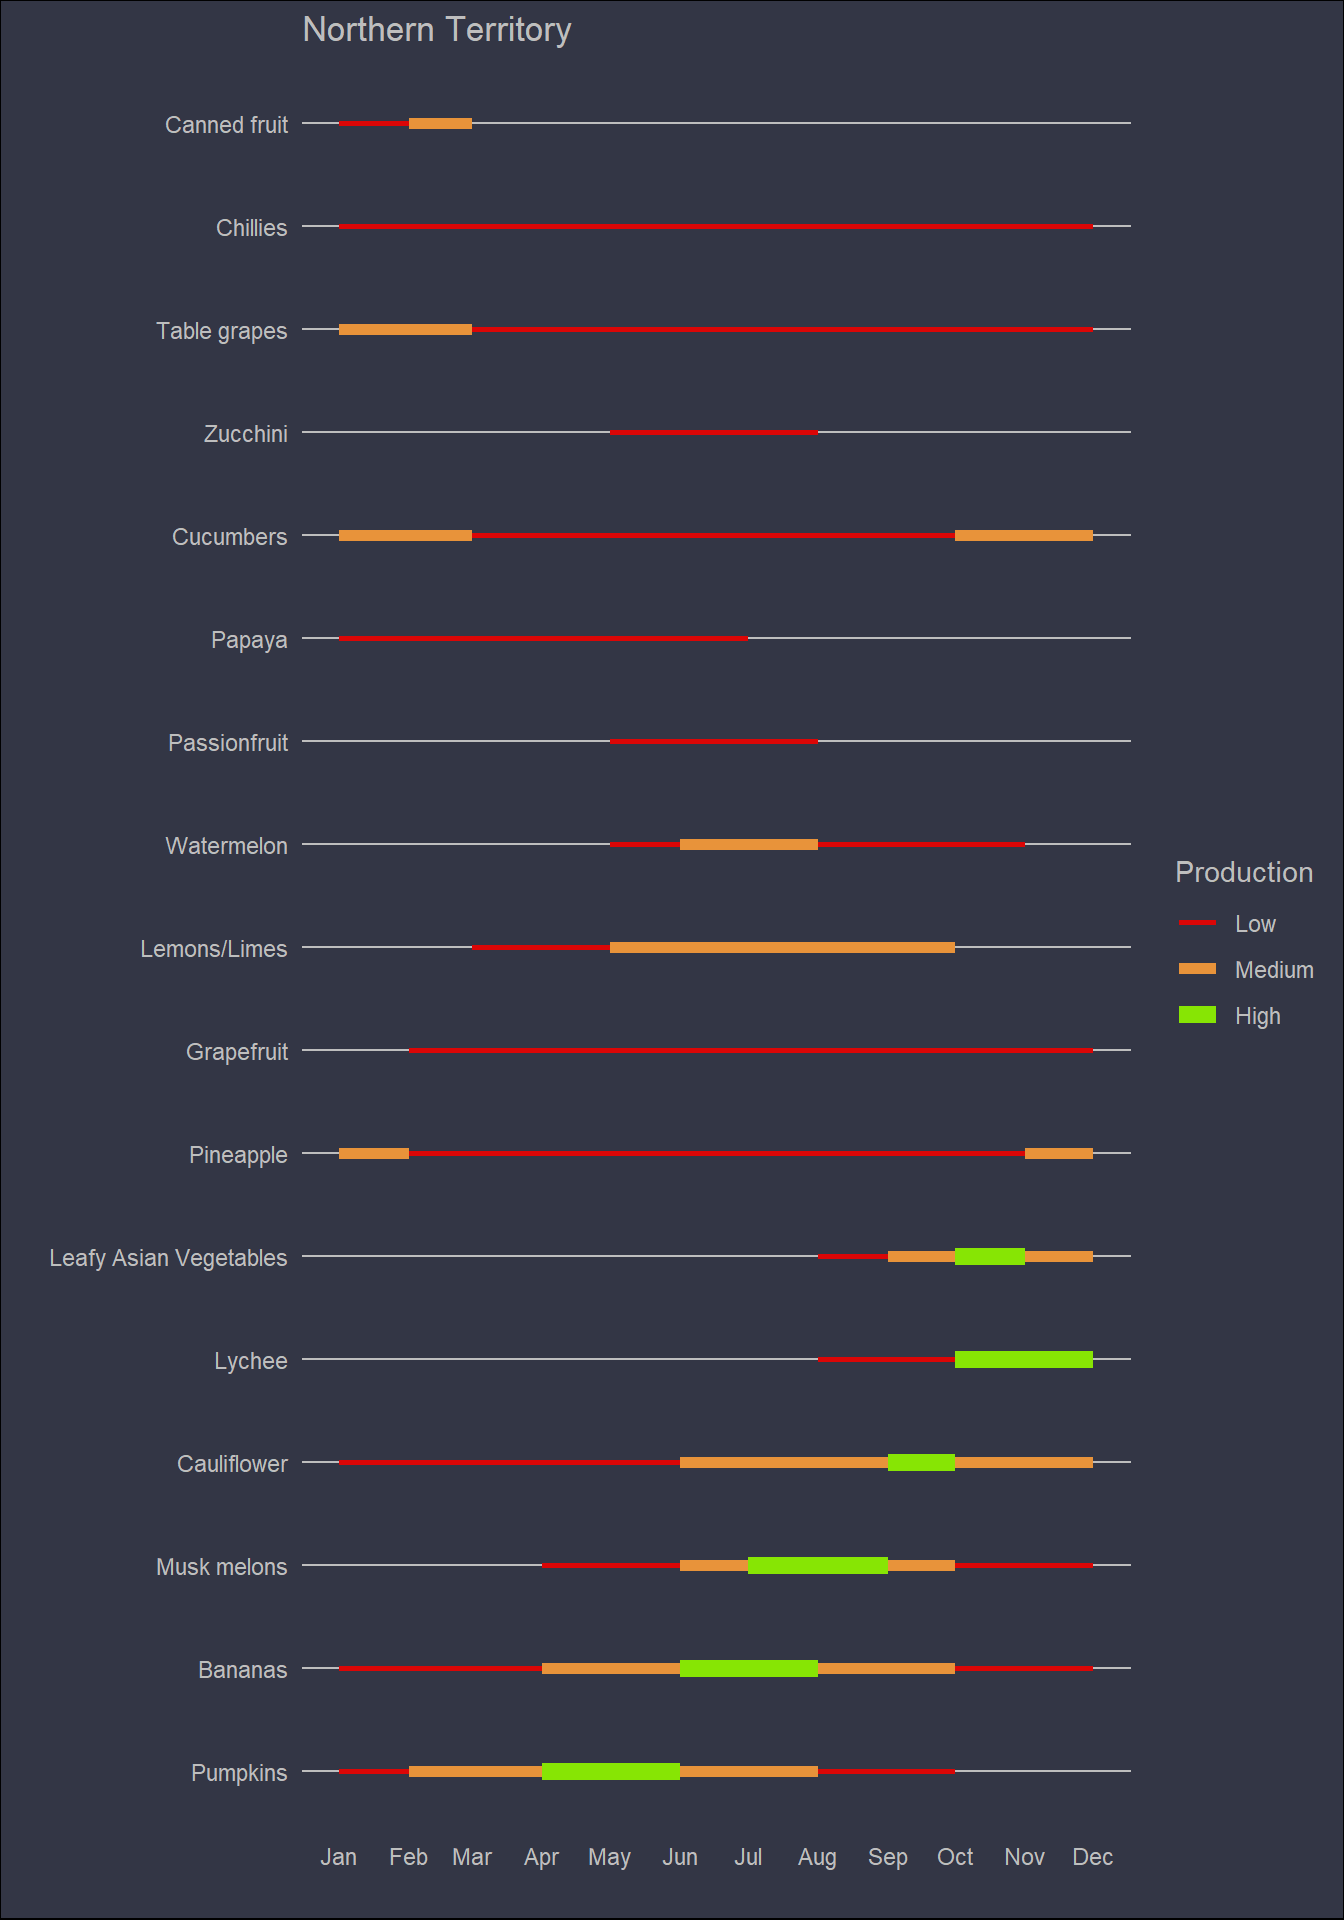 Northern Territory
Canned fruit
Chillies
Table grapes
Zucchini
Cucumbers
Papaya
Passionfruit
Watermelon
Lemons/Limes
Grapefruit
Pineapple
Leafy Asian Vegetables
Lychee
Cauliflower
Musk melons
Bananas
Pumpkins
Jan Feb Mar Apr May Jun Jul Aug Sep Oct Nov Dec
Production
Low
Medium
High